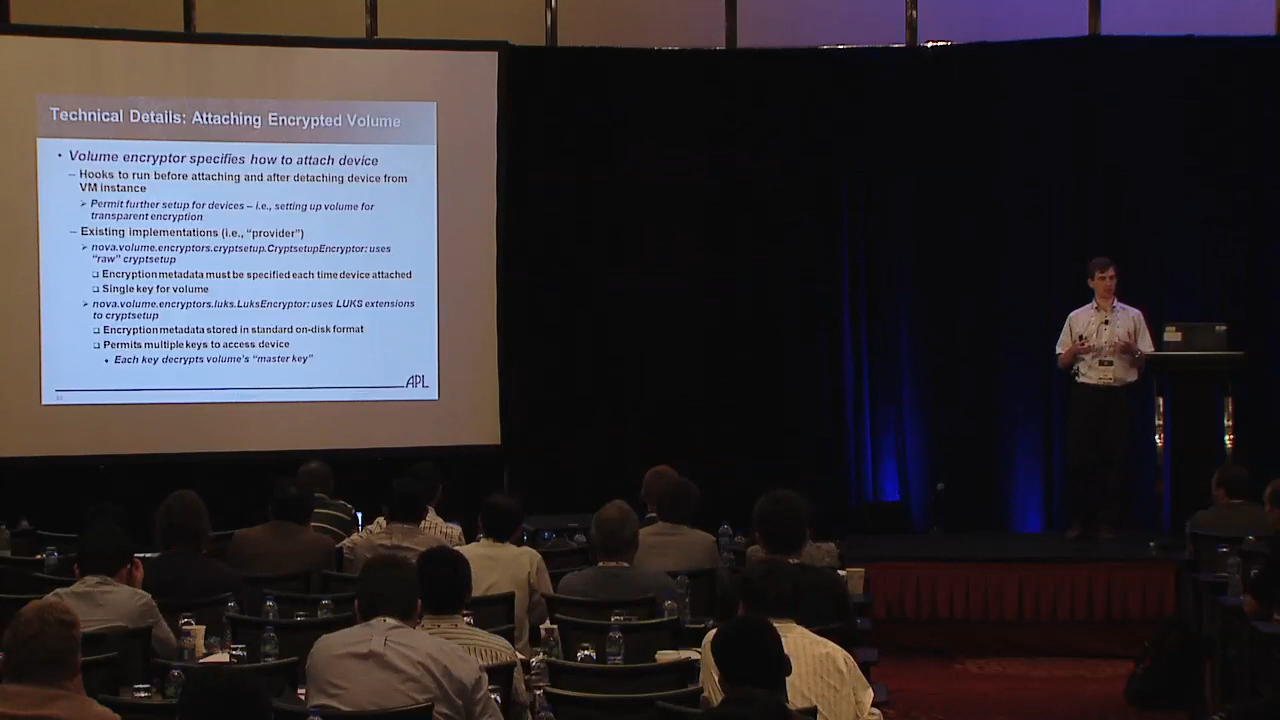 Technical Details: Attaching Encrypted Volume
• Volume encryptor specifies how to attach device
– Hooks to run before attaching and after detaching device from
VM instance
➢ Permit further setup for devices – i.e., setting up volume for
transparent encryption
– Existing implementations (i.e., “provider”)
➢ nova.volume.encryptors.cryptsetup.CryptsetupEncryptor: uses
“raw” cryptsetup
❑ Encryption metadata must be specified each time device attached
❑ Single key for volume
➢ nova.volume.encryptors.luks.LuksEncryptor: uses LUKS extensions
to cryptsetup
❑ Encryption metadata stored in standard on-disk format
❑ Permits multiple keys to access device
• Each key decrypts volume’s “master key”
APL